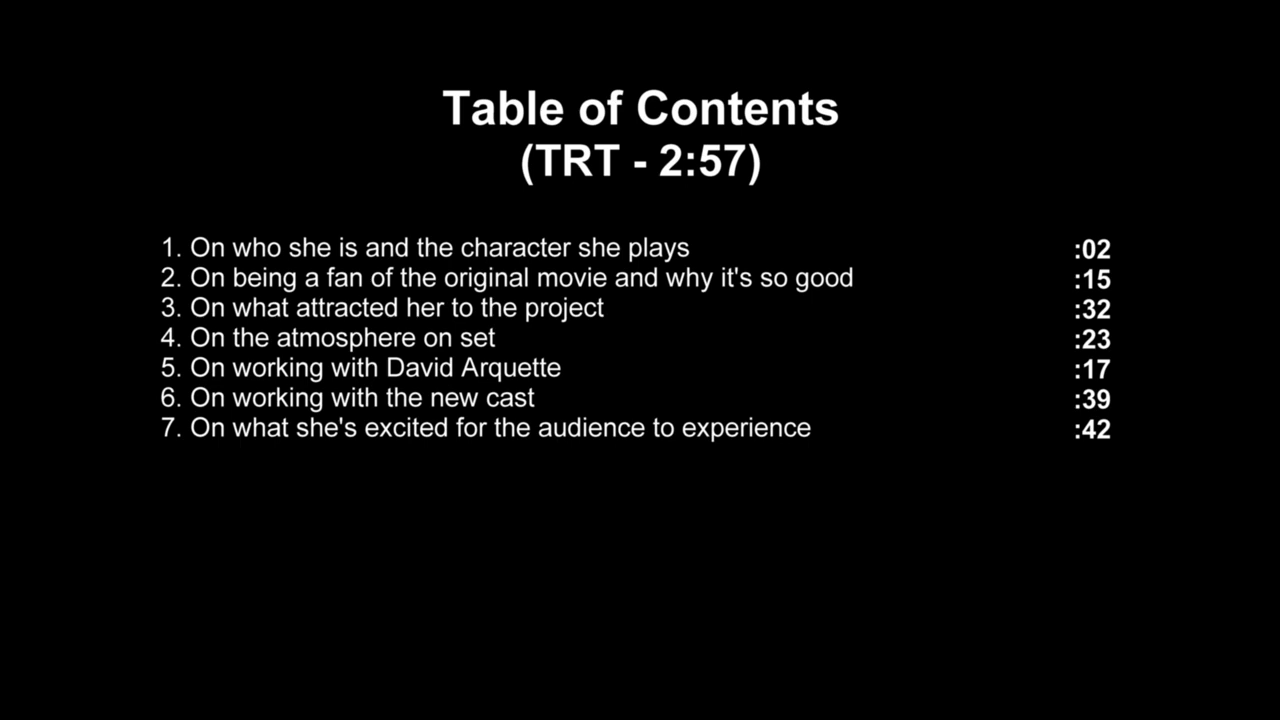 Table of Contents
(TRT - 2:57)
1. On who she is and the character she plays :02
2. On being a fan of the original movie and why it's so good :15
3. On what attracted her to the project :32
4. On the atmosphere on set :23
5. On working with David Arquette :17
6. On working with the new cast :39
7. On what she's excited for the audience to experience :42